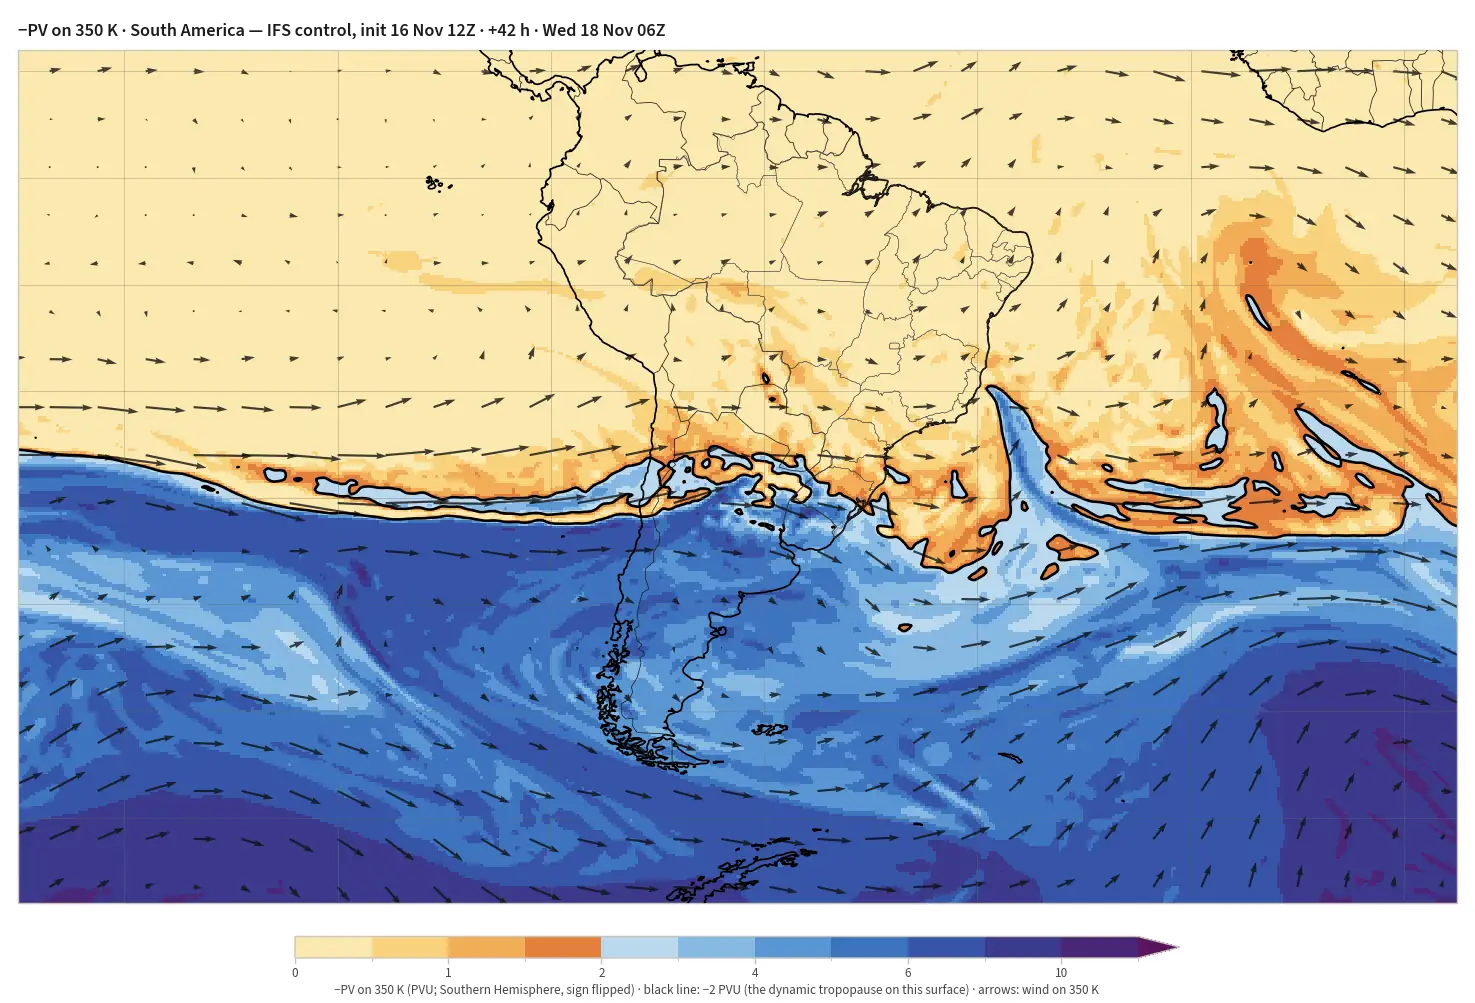 −PV on 350 K · South America — IFS control, init 16 Nov 12Z · +42 h · Wed 18 Nov 06Z
0 1 2 4 6 10
−PV on 350 K (PVU; Southern Hemisphere, sign flipped) · black line: −2 PVU (the dynamic tropopause on this surface) · arrows: wind on 350 K